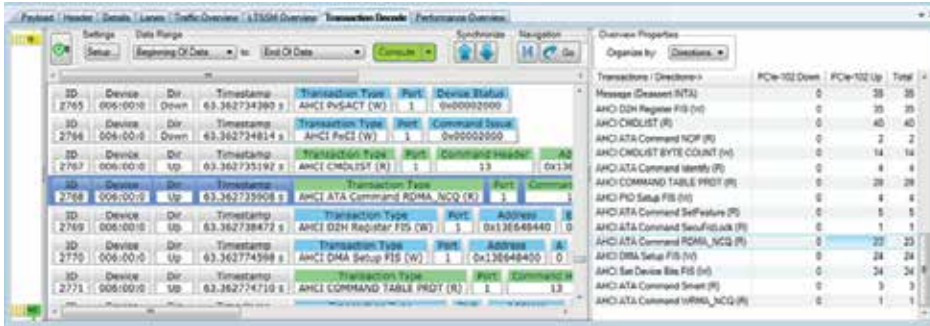 Payload Header Details Lanes Traffic Overview LTSSM Overview Transaction Decode Performance Overview
Settings Data Range Synchronize Navigation
Setup... Beginning Of Data to End Of Data Compute Go
ID Device Dir Timestamp Transaction Type Port Device Status
2765 006:00:0 Down 63.362734380 s AHCI PxSACT (W) 1 0x00002000
ID Device Dir Timestamp Transaction Type Port Command Issue
2766 006:00:0 Down 63.362734814 s AHCI PxCI (W) 1 0x00002000
ID Device Dir Timestamp Transaction Type Port Command Header
2767 006:00:0 Up 63.362735192 s AHCI CMDLIST (R) 1 13
ID Device Dir Timestamp Transaction Type Port
2768 006:00:0 Up 63.362735908 s AHCI ATA Command RDMA_NCQ (R) 1
ID Device Dir Timestamp Transaction Type Port Address
2769 006:00:0 Up 63.362738472 s AHCI D2H Register FIS (W) 1 0x13E648440
ID Device Dir Timestamp Transaction Type Port Address
2770 006:00:0 Up 63.362774598 s AHCI DMA Setup FIS (W) 1 0x13E648400
ID Device Dir Timestamp Transaction Type Port
2771 006:00:0 Up 63.362774710 s AHCI COMMAND TABLE PRDT (R) 1 13
Overview Properties
Organize by: Directions
Transactions / Directions-> PCIe-102 Down PCIe-102 Up Total
Message (Deassert INTA) 0 38 38
AHCI D2H Register FIS (W) 0 35 35
AHCI CMDLIST (R) 0 40 40
AHCI ATA Command NOP (R) 0 2 2
AHCI CMDLIST BYTE COUNT (W) 0 14 14
AHCI ATA Command Identify (R) 0 4 4
AHCI COMMAND TABLE PRDT (R) 0 28 28
AHCI PIO Setup FIS (W) 0 4 4
AHCI ATA Command SetFeature (R) 0 5 5
AHCI ATA Command SecuFrzLock (R) 0 1 1
AHCI ATA Command RDMA_NCQ (R) 0 23 23
AHCI DMA Setup FIS (W) 0 24 24
AHCI Set Device Bits FIS (W) 0 24 24
AHCI ATA Command Smart (R) 0 3 3
AHCI ATA Command WRMA_NCQ (R) 0 1 1